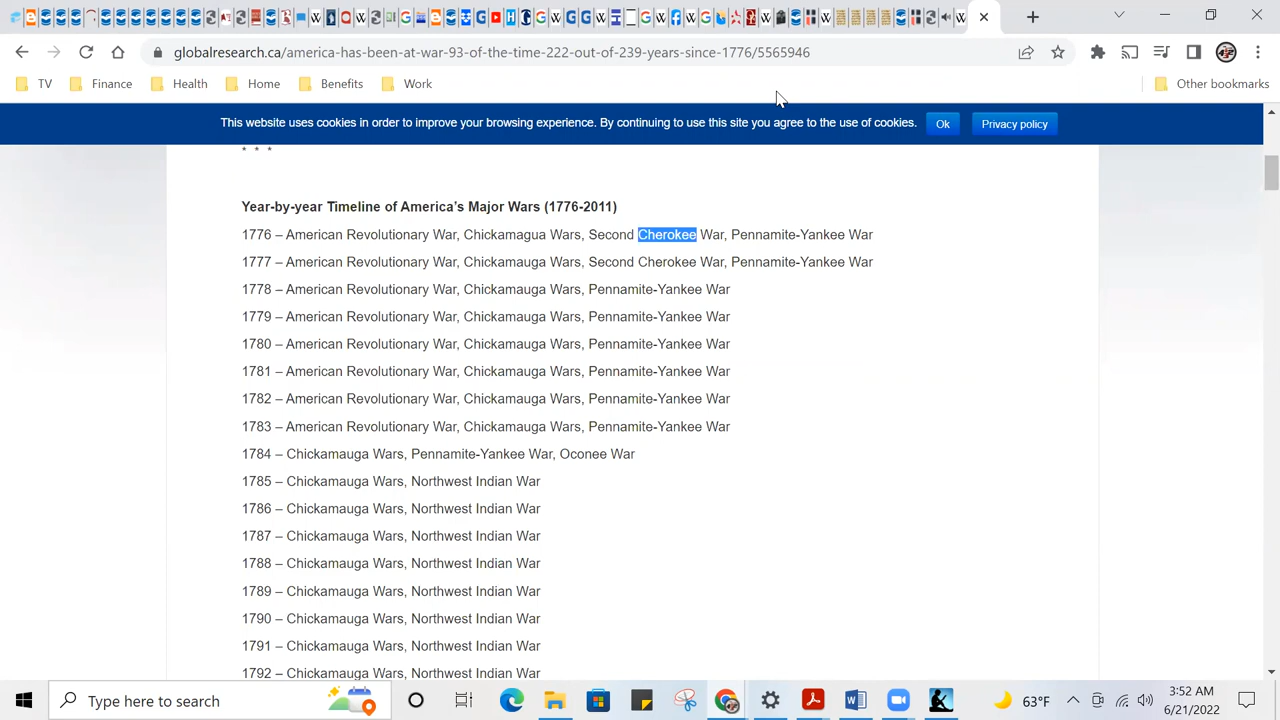 globalresearch.ca/america-has-been-at-war-93-of-the-time-222-out-of-239-years-since-1776/5565946
TV Finance Health Home Benefits Work Other bookmarks
This website uses cookies in order to improve your browsing experience. By continuing to use this site you agree to the use of cookies. Ok Privacy policy
* * *
Year-by-year Timeline of America's Major Wars (1776-2011)
1776 – American Revolutionary War, Chickamagua Wars, Second Cherokee War, Pennamite-Yankee War
1777 – American Revolutionary War, Chickamauga Wars, Second Cherokee War, Pennamite-Yankee War
1778 – American Revolutionary War, Chickamauga Wars, Pennamite-Yankee War
1779 – American Revolutionary War, Chickamauga Wars, Pennamite-Yankee War
1780 – American Revolutionary War, Chickamauga Wars, Pennamite-Yankee War
1781 – American Revolutionary War, Chickamauga Wars, Pennamite-Yankee War
1782 – American Revolutionary War, Chickamauga Wars, Pennamite-Yankee War
1783 – American Revolutionary War, Chickamauga Wars, Pennamite-Yankee War
1784 – Chickamauga Wars, Pennamite-Yankee War, Oconee War
1785 – Chickamauga Wars, Northwest Indian War
1786 – Chickamauga Wars, Northwest Indian War
1787 – Chickamauga Wars, Northwest Indian War
1788 – Chickamauga Wars, Northwest Indian War
1789 – Chickamauga Wars, Northwest Indian War
1790 – Chickamauga Wars, Northwest Indian War
1791 – Chickamauga Wars, Northwest Indian War
1792 – Chickamauga Wars, Northwest Indian War
Type here to search
63°F
3:52 AM
6/21/2022